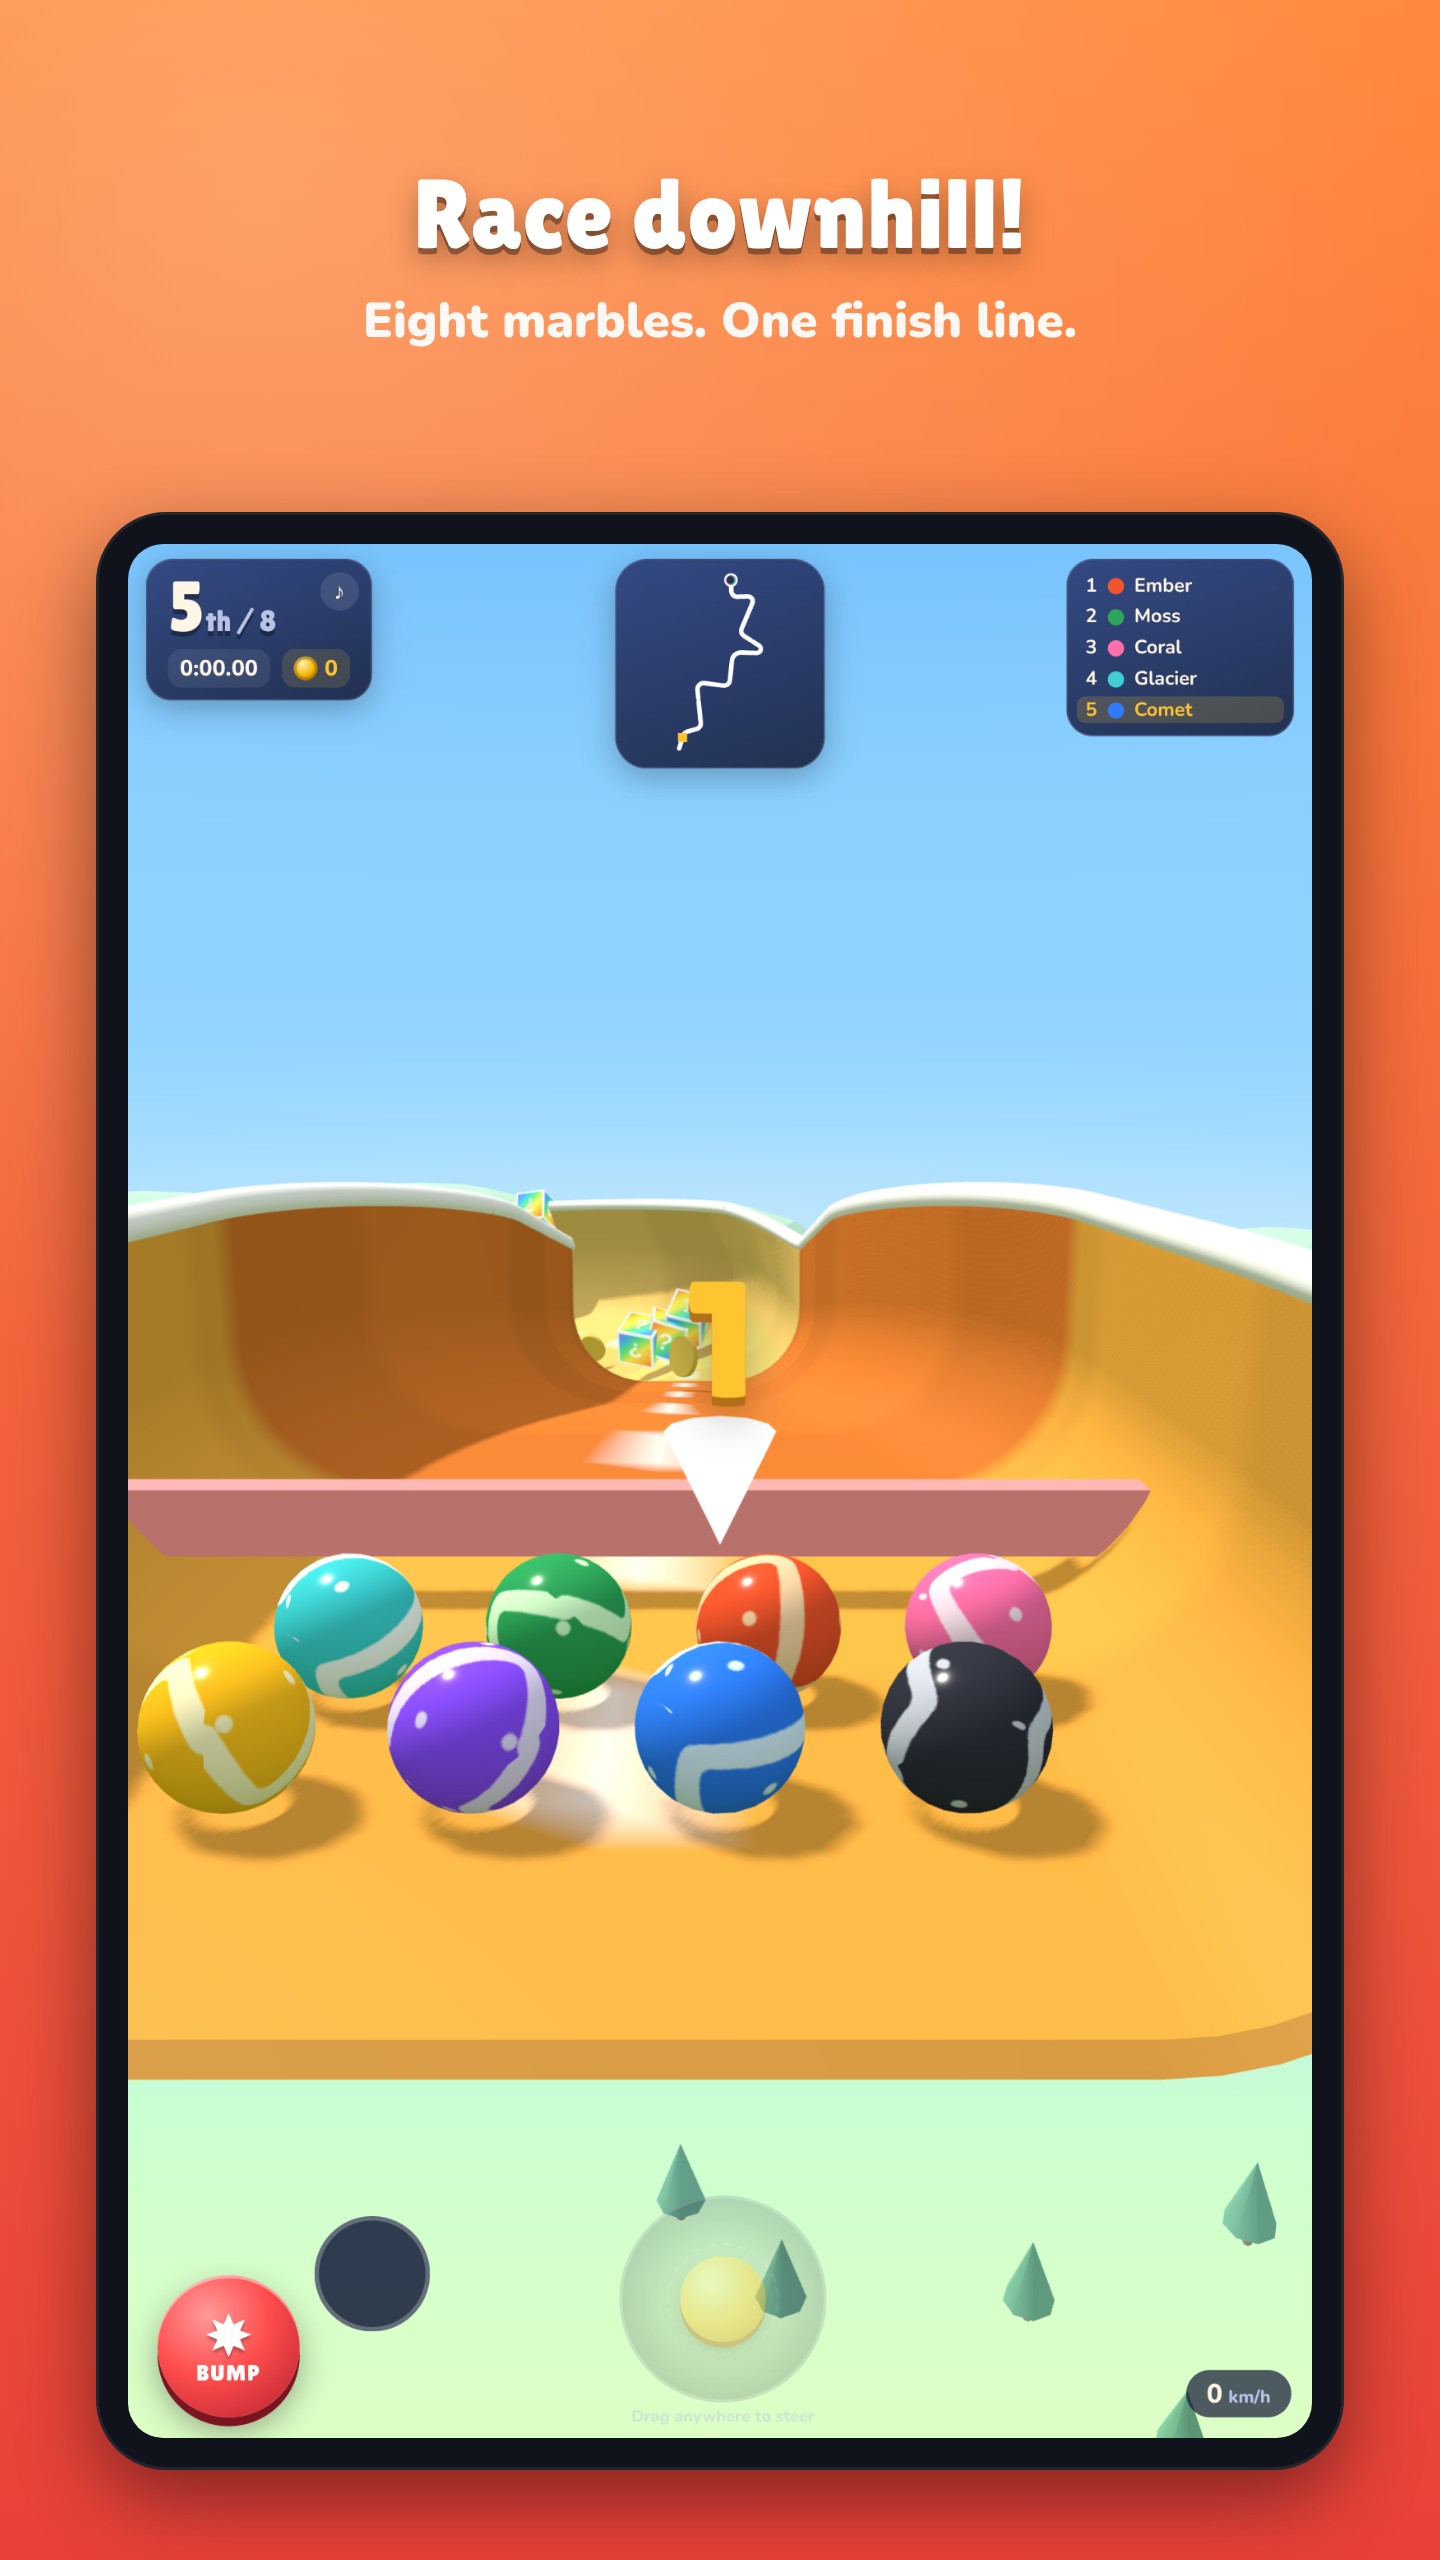 Race downhill!
Eight marbles. One finish line.
5th / 8
♪
0:00.00
0
1 Ember
2 Moss
3 Coral
4 Glacier
5 Comet
?
? ?
1
BUMP
Drag anywhere to steer
0 km/h